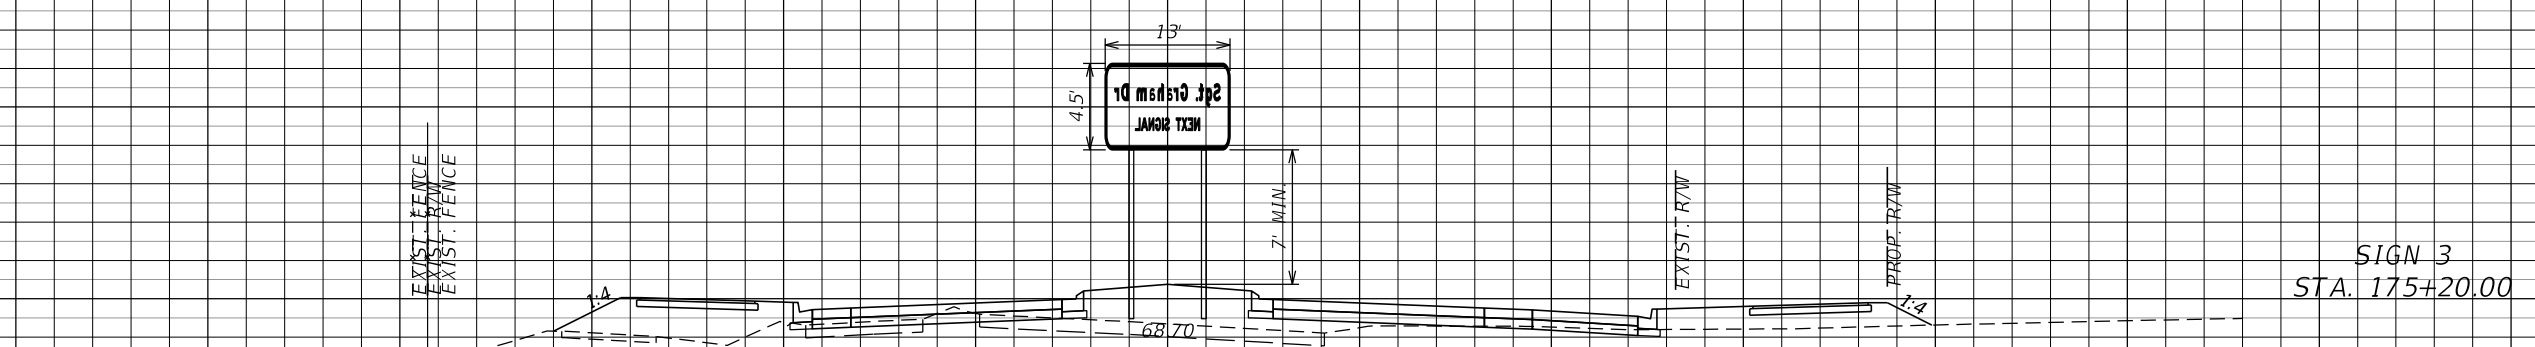 13'
4.5'
Sgt. Graham Dr
NEXT SIGNAL
7' MIN.
EXIST. FENCE
EXIST. R/W
EXIST. FENCE
EXIST. R/W
PROP. R/W
SIGN 3
STA. 175+20.00
1:4
1:4
68.70